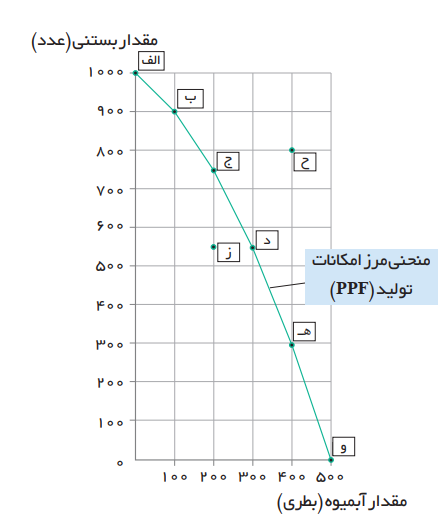 مقدار بستنی (عدد)
الف
۱۰۰۰
ب
۹۰۰
ح
۸۰۰
ج
۷۰۰
د
۶۰۰
ز
۵۰۰
منحنی مرز امکانات
تولید (PPF)
۴۰۰
هـ
۳۰۰
۲۰۰
۱۰۰
و
۰
۱۰۰ ۲۰۰ ۳۰۰ ۴۰۰ ۵۰۰
مقدار آبمیوه (بطری)